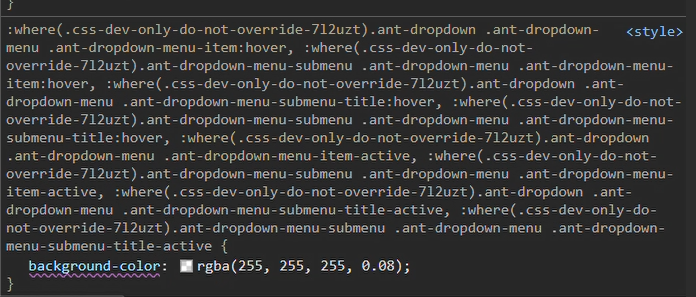 }
:where(.css-dev-only-do-not-override-7l2uzt).ant-dropdown .ant-dropdown- <style>
menu .ant-dropdown-menu-item:hover, :where(.css-dev-only-do-not-
override-7l2uzt).ant-dropdown-menu-submenu .ant-dropdown-menu .ant-dropdown-menu-
item:hover, :where(.css-dev-only-do-not-override-7l2uzt).ant-dropdown .ant-
dropdown-menu .ant-dropdown-menu-submenu-title:hover, :where(.css-dev-only-do-not-
override-7l2uzt).ant-dropdown-menu-submenu .ant-dropdown-menu .ant-dropdown-menu-
submenu-title:hover, :where(.css-dev-only-do-not-override-7l2uzt).ant-dropdown
.ant-dropdown-menu .ant-dropdown-menu-item-active, :where(.css-dev-only-do-not-
override-7l2uzt).ant-dropdown-menu-submenu .ant-dropdown-menu .ant-dropdown-menu-
item-active, :where(.css-dev-only-do-not-override-7l2uzt).ant-dropdown .ant-
dropdown-menu .ant-dropdown-menu-submenu-title-active, :where(.css-dev-only-do-
not-override-7l2uzt).ant-dropdown-menu-submenu .ant-dropdown-menu .ant-dropdown-
menu-submenu-title-active {
background-color: rgba(255, 255, 255, 0.08);
}